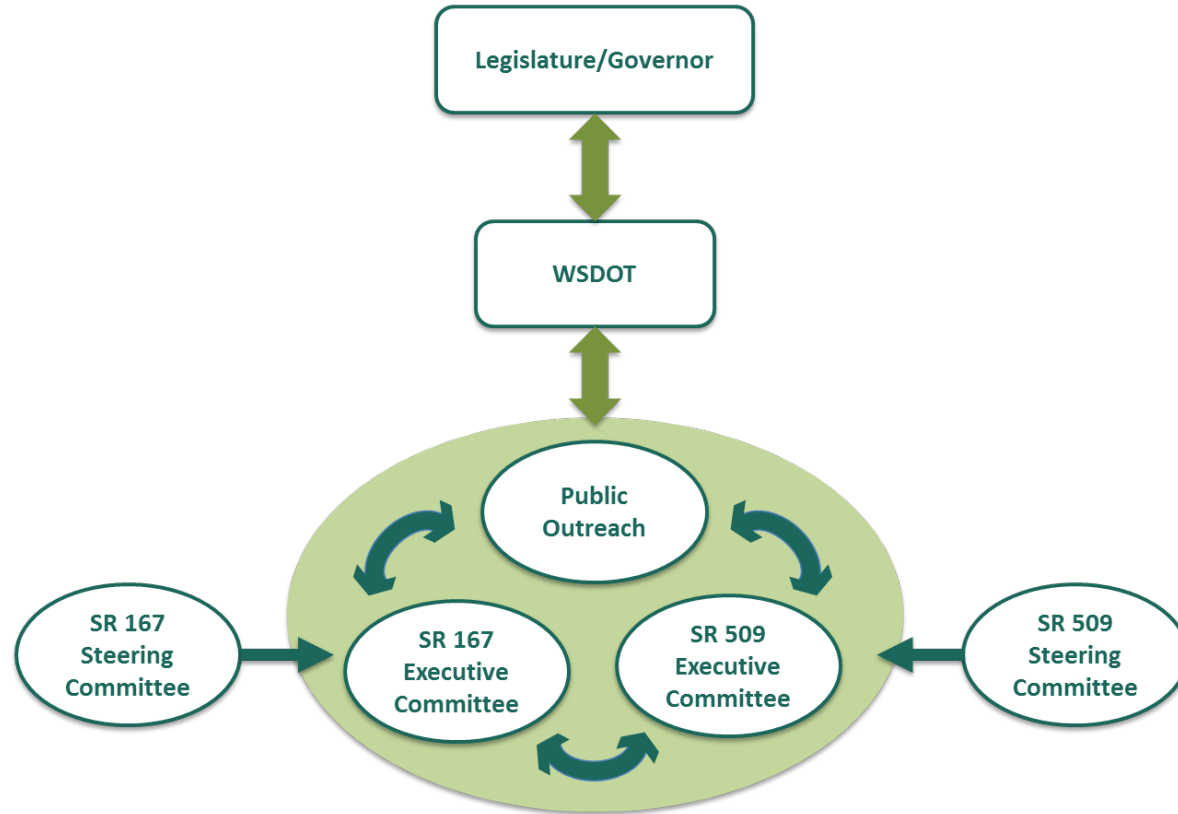 Legislature/Governor
WSDOT
Public
Outreach
SR 167
Steering
Committee
SR 167
Executive
Committee
SR 509
Executive
Committee
SR 509
Steering
Committee